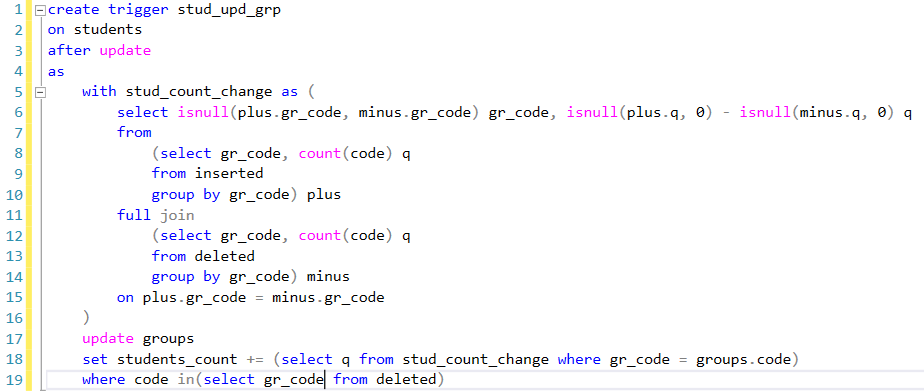 1 create trigger stud_upd_grp
2 on students
3 after update
4 as
5 with stud_count_change as (
6 select isnull(plus.gr_code, minus.gr_code) gr_code, isnull(plus.q, 0) - isnull(minus.q, 0) q
7 from
8 (select gr_code, count(code) q
9 from inserted
10 group by gr_code) plus
11 full join
12 (select gr_code, count(code) q
13 from deleted
14 group by gr_code) minus
15 on plus.gr_code = minus.gr_code
16 )
17 update groups
18 set students_count += (select q from stud_count_change where gr_code = groups.code)
19 where code in(select gr_code from deleted)